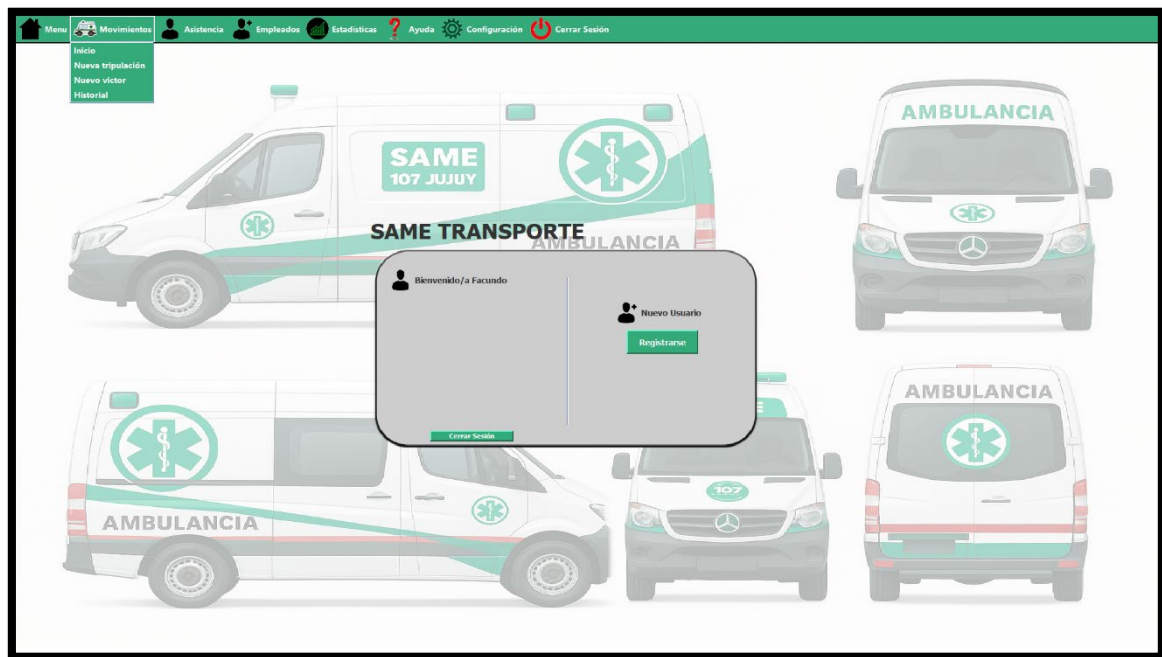 Menu Movimientos Asistencia Empleados Estadísticas Ayuda Configuración Cerrar Sesión
Inicio
Nueva tripulación
Nuevo victor
Historial
SAME
107 JUJUY
AMBULANCIA
AMBULANCIA
SAME TRANSPORTE
Bienvenido/a Facundo
Nuevo Usuario
Registrarse
Cerrar Sesión
AMBULANCIA
107
AMBULANCIA